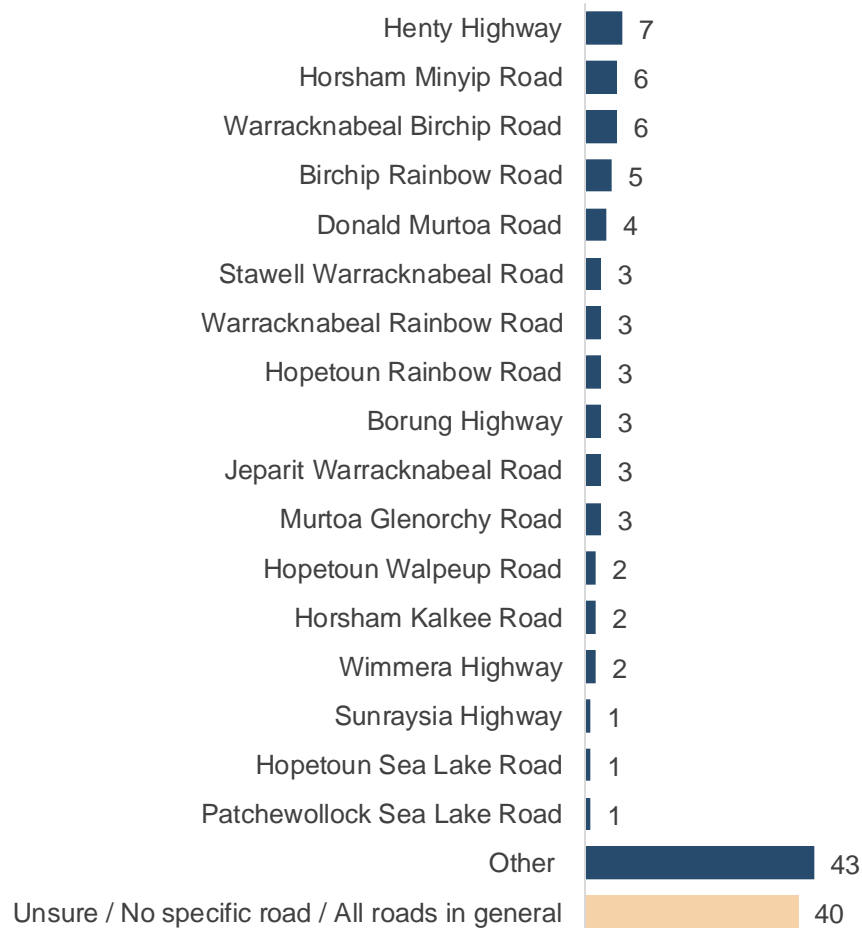 Henty Highway 7
Horsham Minyip Road 6
Warracknabeal Birchip Road 6
Birchip Rainbow Road 5
Donald Murtoa Road 4
Stawell Warracknabeal Road 3
Warracknabeal Rainbow Road 3
Hopetoun Rainbow Road 3
Borung Highway 3
Jeparit Warracknabeal Road 3
Murtoa Glenorchy Road 3
Hopetoun Walpeup Road 2
Horsham Kalkee Road 2
Wimmera Highway 2
Sunraysia Highway 1
Hopetoun Sea Lake Road 1
Patchewollock Sea Lake Road 1
Other 43
Unsure / No specific road / All roads in general 40